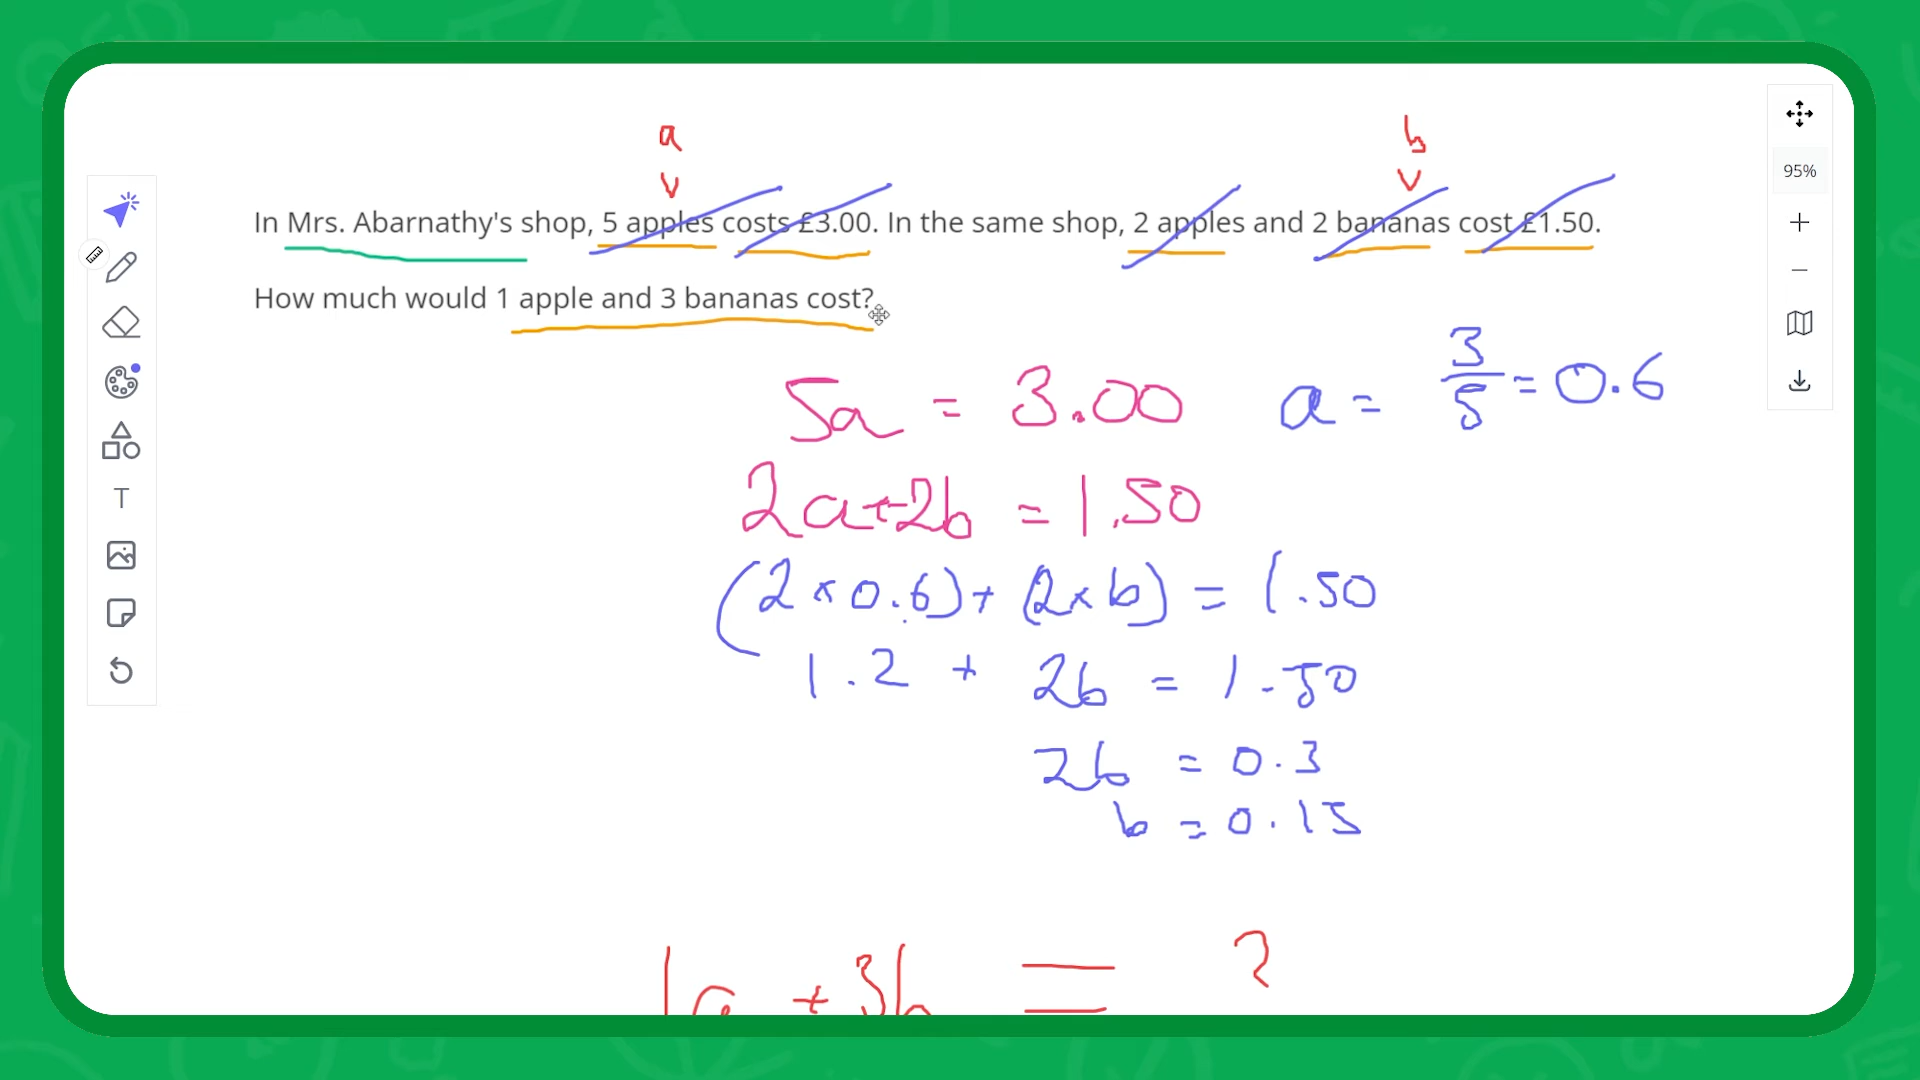 a
b
v
v
95%
In Mrs. Abarnathy's shop, 5 apples costs £3.00. In the same shop, 2 apples and 2 bananas cost £1.50.
How much would 1 apple and 3 bananas cost?
5a = 3.00
a = 3/5 = 0.6
2a+2b = 1.50
(2 × 0.6) + (2 × b) = 1.50
1.2 + 2b = 1.50
2b = 0.3
b = 0.15
1a + 3b = ?
T